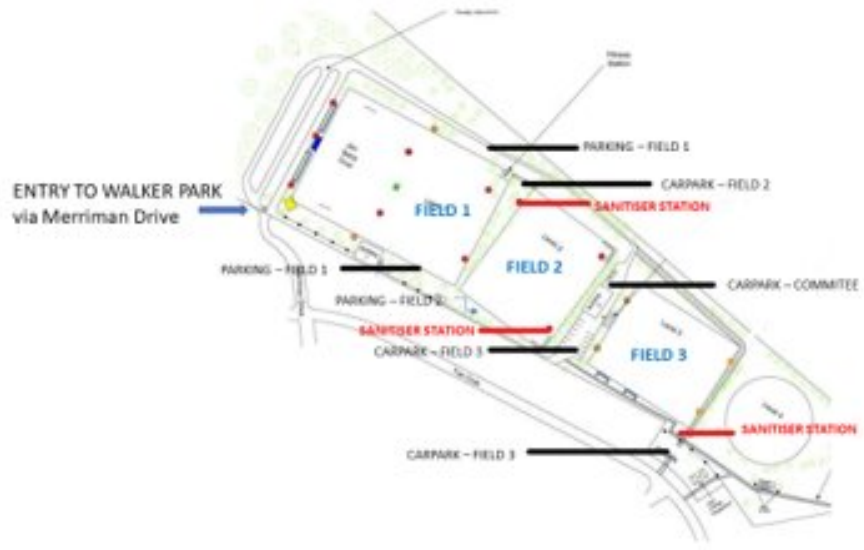 Fitness
Station
PARKING – FIELD 1
CARPARK – FIELD 2
ENTRY TO WALKER PARK
via Merriman Drive
SANITISER STATION
FIELD 1
FIELD 2
PARKING – FIELD 1
CARPARK – COMMITEE
PARKING – FIELD 2
SANITISER STATION
CARPARK – FIELD 3
FIELD 3
SANITISER STATION
CARPARK – FIELD 3